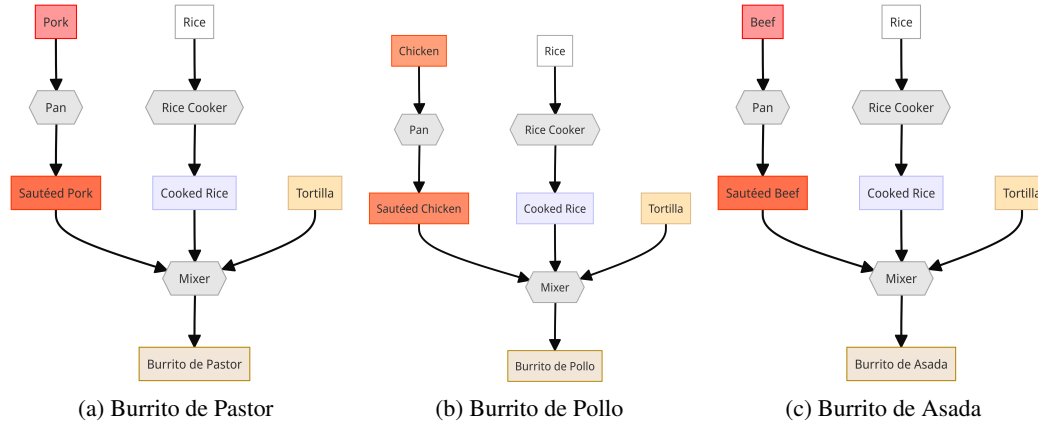 Pork
Rice
Pan
Rice Cooker
Sautéed Pork
Cooked Rice
Tortilla
Mixer
Burrito de Pastor
(a) Burrito de Pastor
Chicken
Rice
Pan
Rice Cooker
Sautéed Chicken
Cooked Rice
Tortilla
Mixer
Burrito de Pollo
(b) Burrito de Pollo
Beef
Rice
Pan
Rice Cooker
Sautéed Beef
Cooked Rice
Tortilla
Mixer
Burrito de Asada
(c) Burrito de Asada